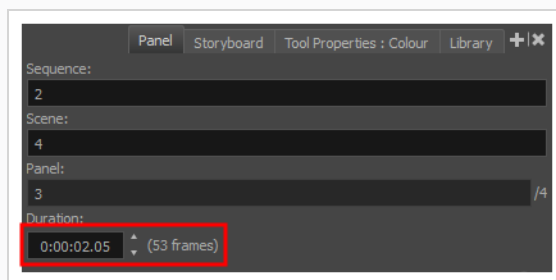 Panel Storyboard Tool Properties : Colour Library
Sequence:
2
Scene:
4
Panel:
3 /4
Duration:
0:00:02.05 (53 frames)